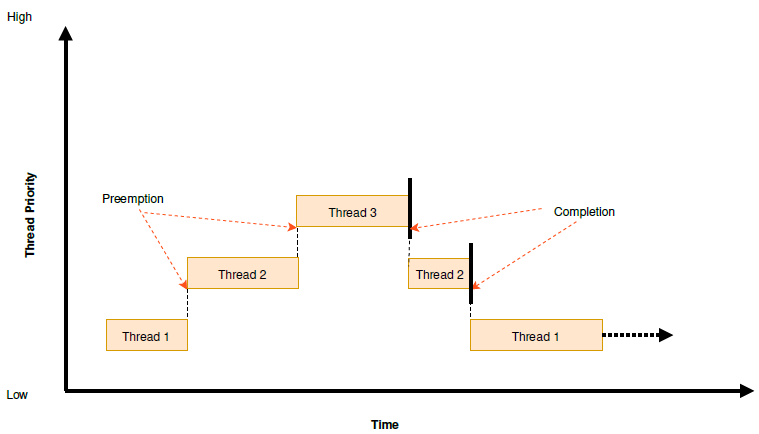 High
Thread Priority
Preemption
Thread 3
Completion
Thread 2
Thread 2
Thread 1
Thread 1
Low
Time